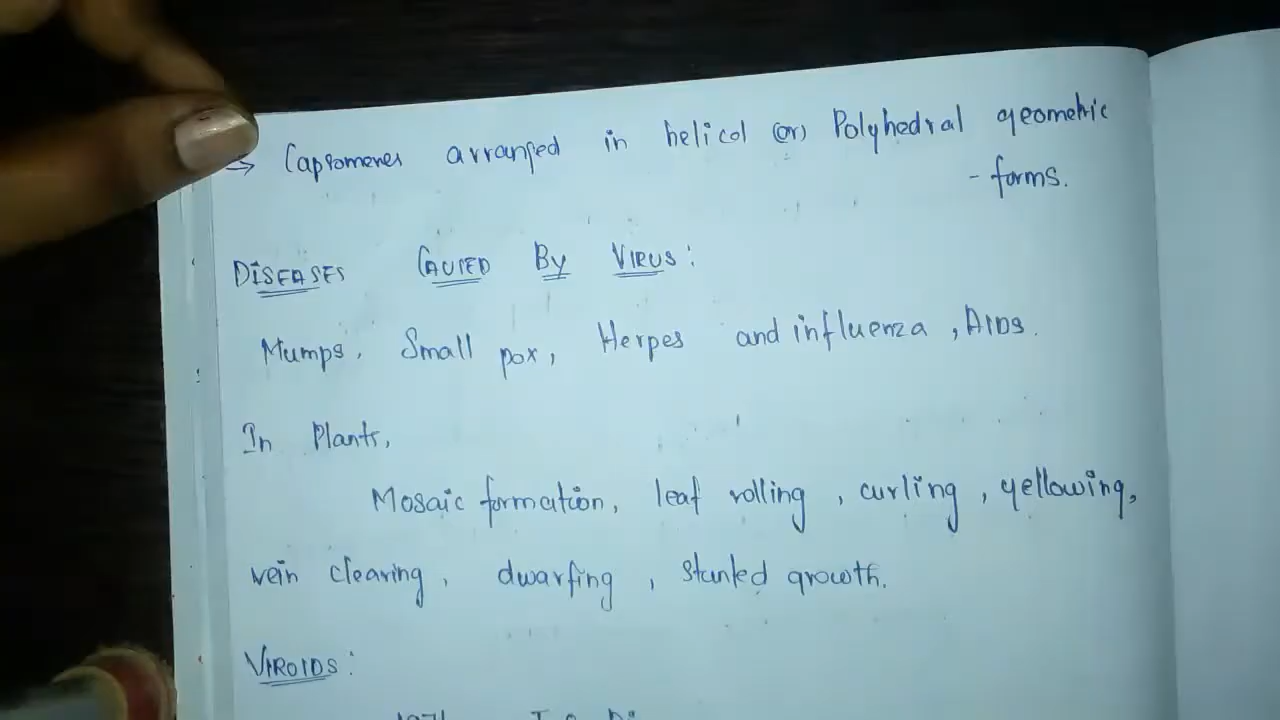 → Capsomeres arranged in helical (or) Polyhedral geometric
- forms.
DISEASES CAUSED BY VIRUS:
Mumps, Small pox, Herpes and influenza, AIDS.
In Plants,
Mosaic formation, leaf rolling, curling, yellowing,
vein clearing, dwarfing, stunted growth.
VIROIDS:
1971